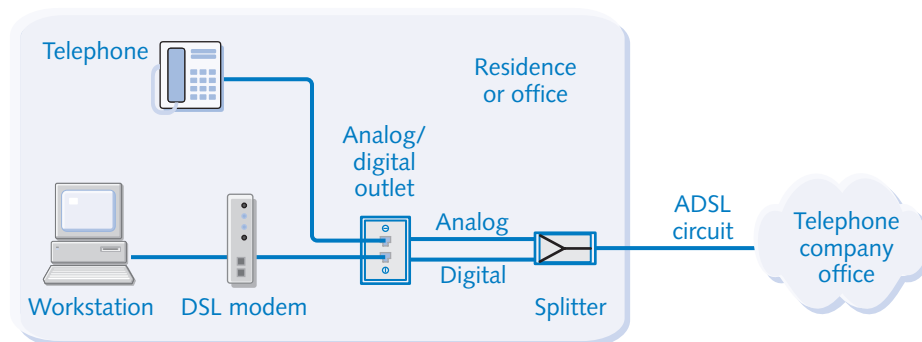 Telephone
Residence
or office
Analog/
digital
outlet
Analog
Digital
ADSL
circuit
Telephone
company
office
Workstation
DSL modem
Splitter